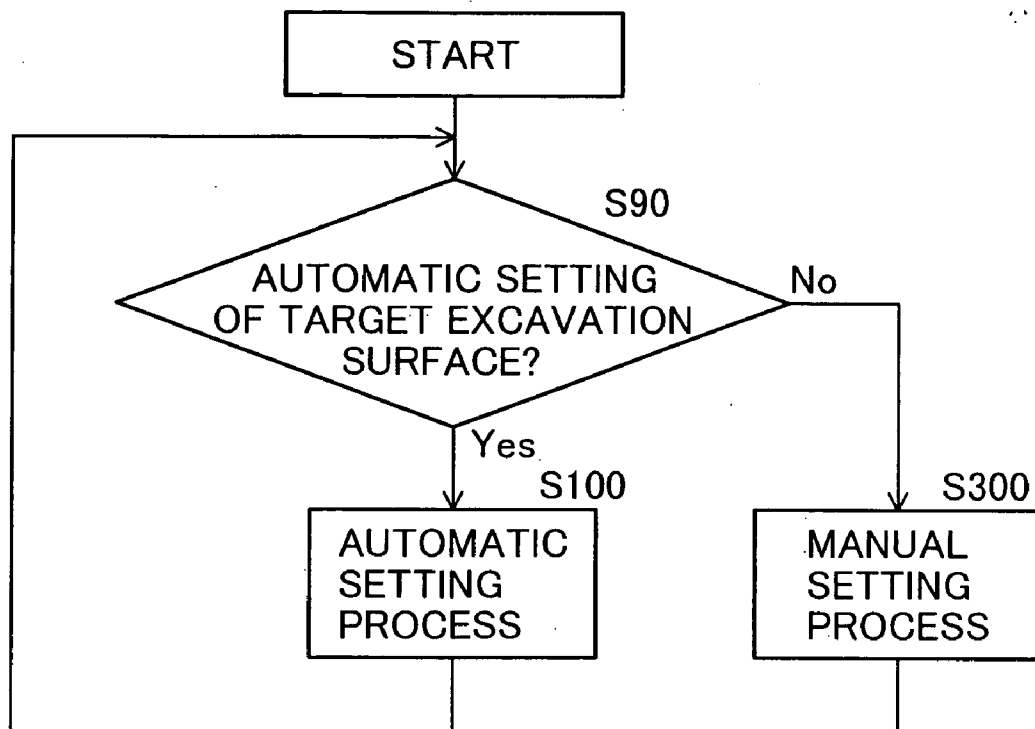 START
S90
AUTOMATIC SETTING
OF TARGET EXCAVATION
SURFACE?
No
Yes
S100
S300
AUTOMATIC
SETTING
PROCESS
MANUAL
SETTING
PROCESS